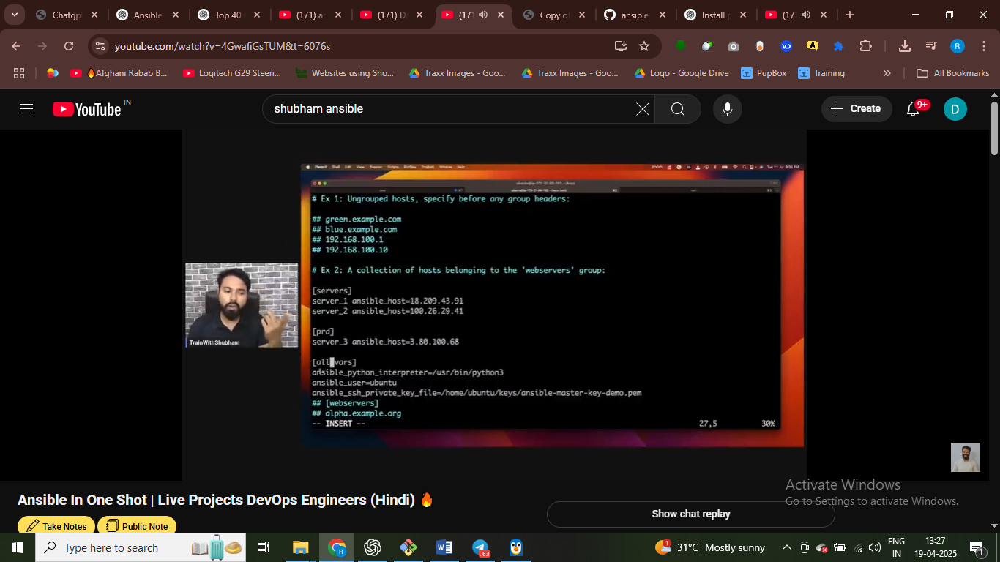 Chatgp
Ansible
Top 40
(171) ar
(171) D
(17
Copy o
ansible
Install p
(17
youtube.com/watch?v=4GwafiGsTUM&t=6076s
R
🔥Afghani Rabab B...
Logitech G29 Steeri...
Websites using Sho...
Traxx Images - Goo...
Traxx Images - Goo...
Logo - Google Drive
PupBox
Training
All Bookmarks
YouTube IN
shubham ansible
Create
9+
D
# Ex 1: Ungrouped hosts, specify before any group headers:
## green.example.com
## blue.example.com
## 192.168.100.1
## 192.168.100.10
# Ex 2: A collection of hosts belonging to the 'webservers' group:
[servers]
server_1 ansible_host=18.209.43.91
server_2 ansible_host=100.26.29.41
[prd]
server_3 ansible_host=3.80.100.68
[all vars]
ansible_python_interpreter=/usr/bin/python3
ansible_user=ubuntu
ansible_ssh_private_key_file=/home/ubuntu/keys/ansible-master-key-demo.pem
## [webservers]
## alpha.example.org
-- INSERT -- 27,5 30%
TrainWithShubham
Activate Windows
Go to Settings to activate Windows.
Ansible In One Shot | Live Projects DevOps Engineers (Hindi) 🔥
Show chat replay
Take Notes
Public Note
Type here to search
.63
1
31°C Mostly sunny
ENG
IN
13:27
19-04-2025
1